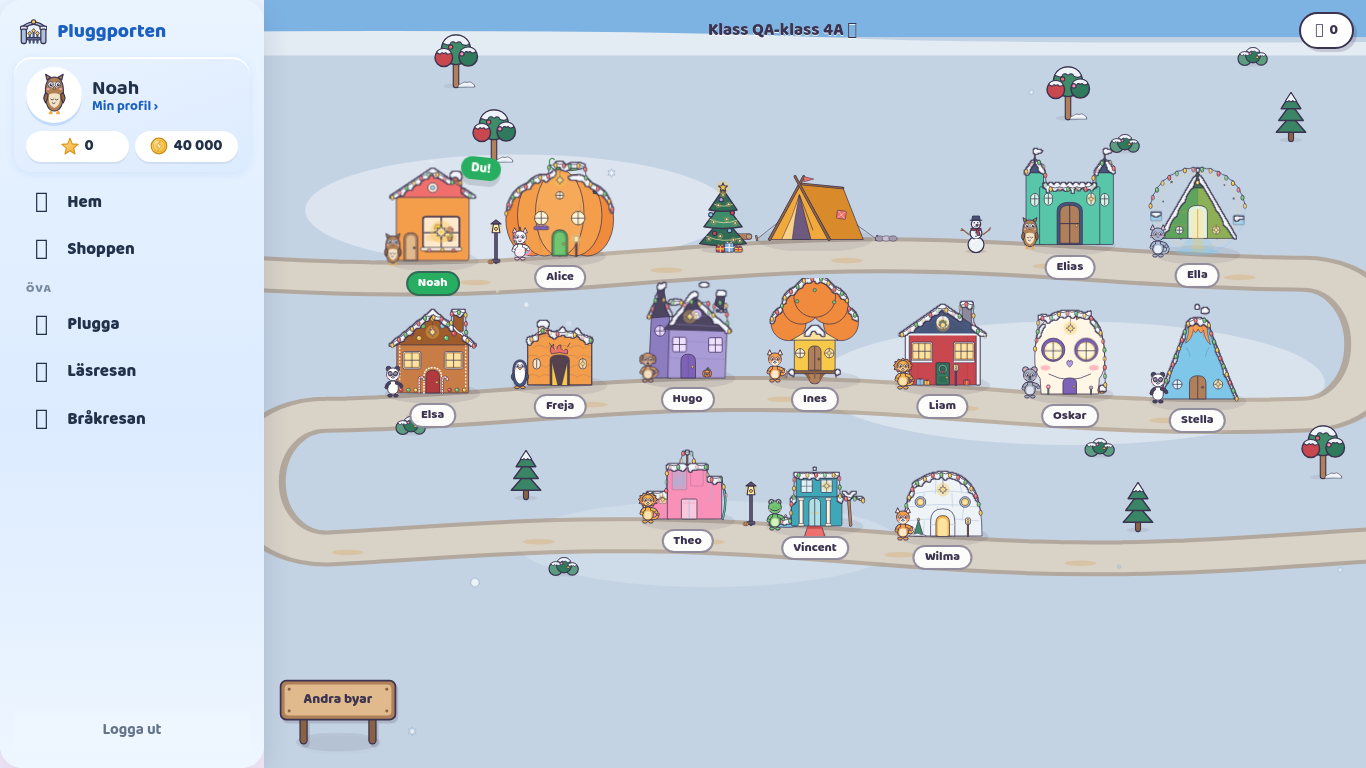 Pluggporten
Noah
Min profil ›
0
40 000
Hem
Shoppen
ÖVA
Plugga
Läsresan
Bråkresan
Logga ut
Klass QA-klass 4A
0
Du!
Noah
Alice
Elias
Ella
Elsa
Freja
Hugo
Ines
Liam
Oskar
Stella
Theo
Vincent
Wilma
Andra byar